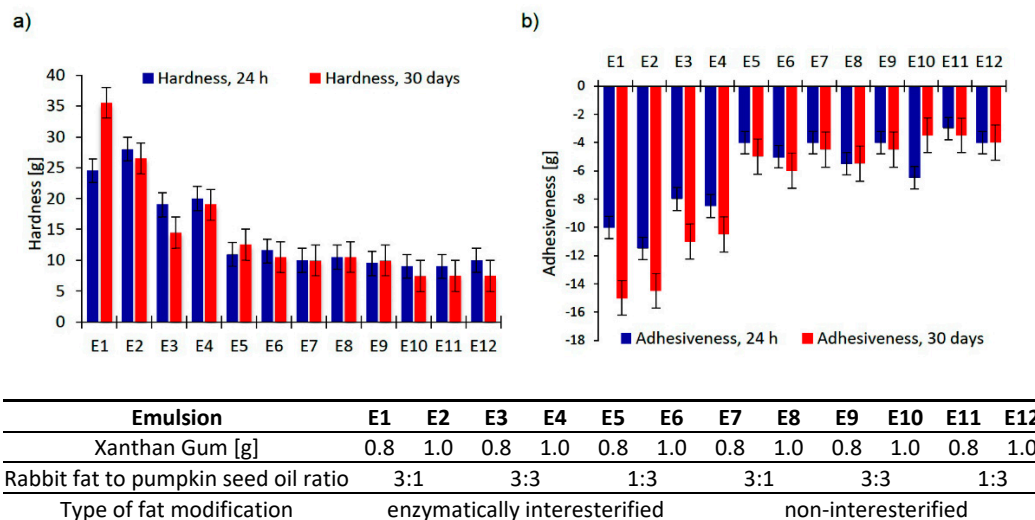 a)
40
35
30
25
20
15
10
5
0
Hardness [g]
Hardness, 24 h Hardness, 30 days
E1 E2 E3 E4 E5 E6 E7 E8 E9 E10 E11 E12
b)
E1 E2 E3 E4 E5 E6 E7 E8 E9 E10 E11 E12
0
-2
-4
-6
-8
-10
-12
-14
-16
-18
Adhesiveness [g]
Adhesiveness, 24 h Adhesiveness, 30 days
Emulsion E1 E2 E3 E4 E5 E6 E7 E8 E9 E10 E11 E12
Xanthan Gum [g] 0.8 1.0 0.8 1.0 0.8 1.0 0.8 1.0 0.8 1.0 0.8 1.0
Rabbit fat to pumpkin seed oil ratio 3:1 3:3 1:3 3:1 3:3 1:3
Type of fat modification enzymatically interesterified non-interesterified